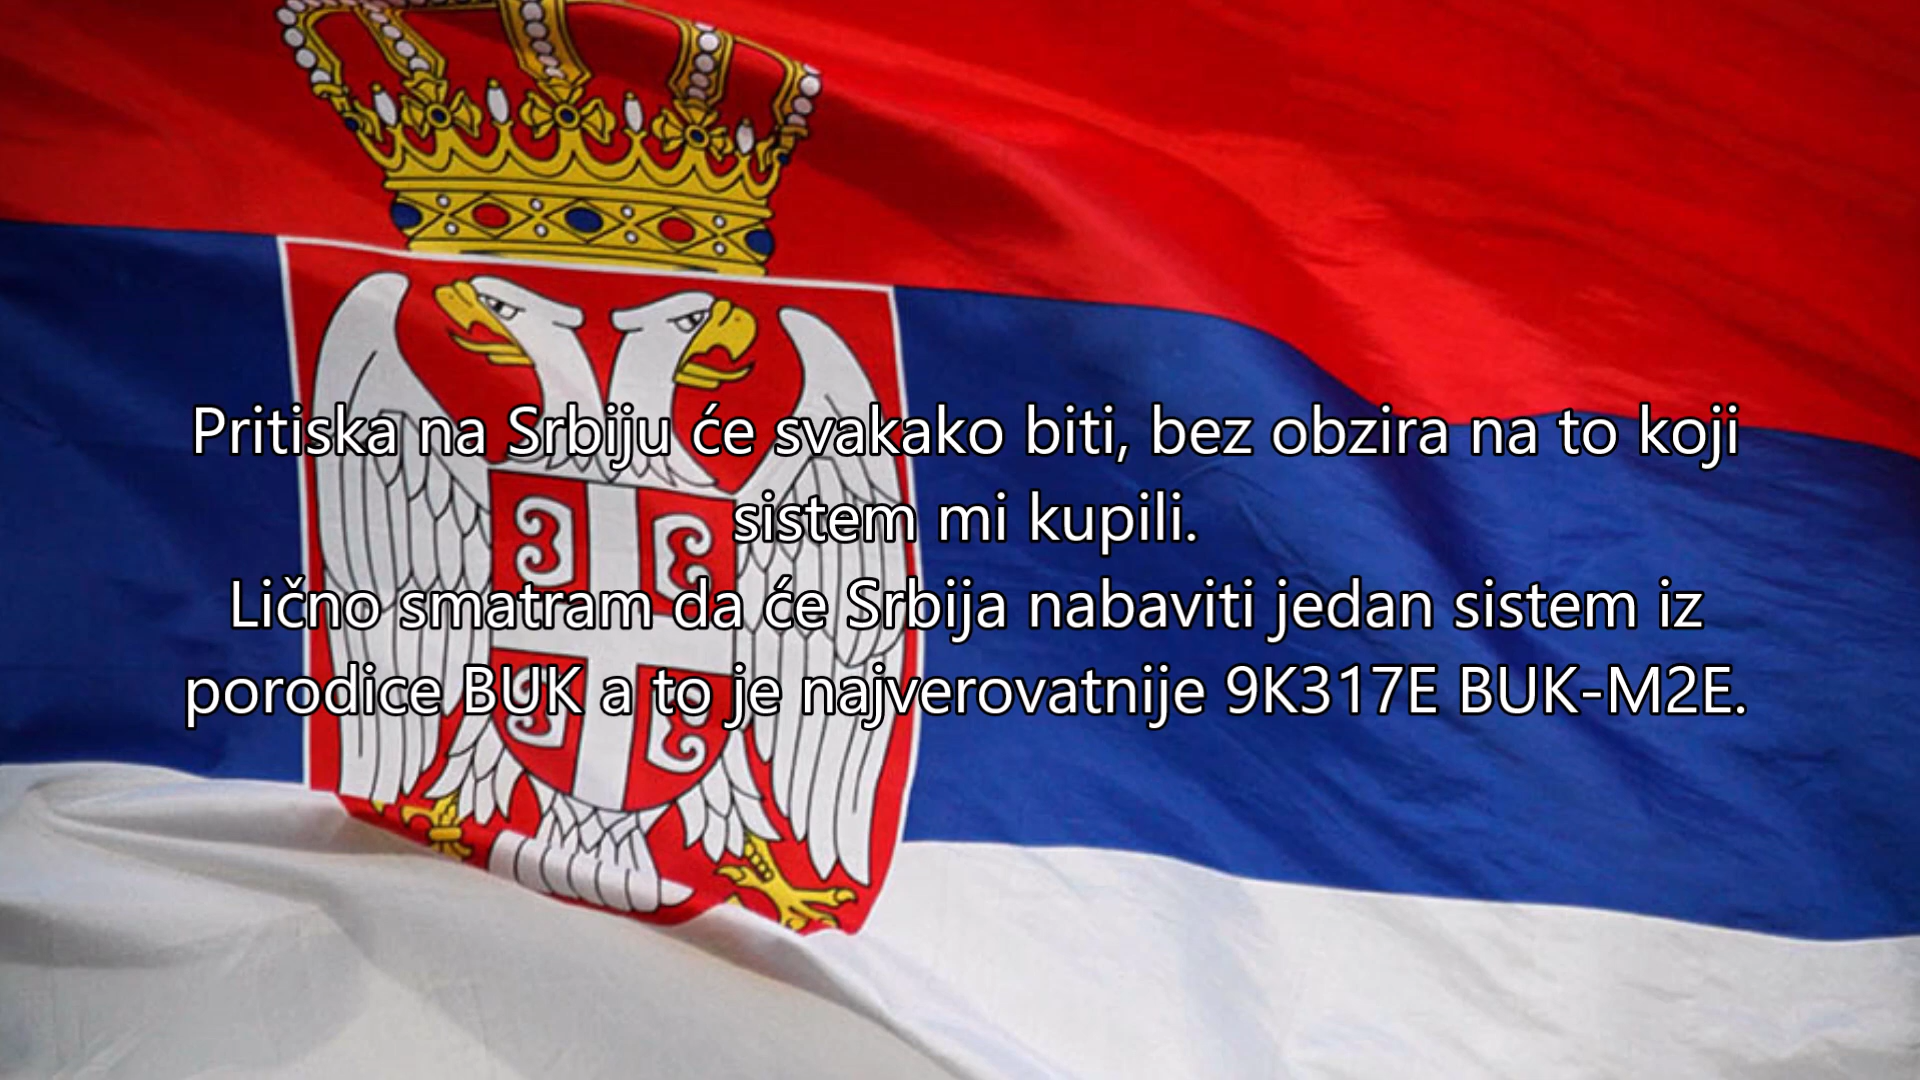 Pritiska na Srbiju će svakako biti, bez obzira na to koji
sistem mi kupili.
Lično smatram da će Srbija nabaviti jedan sistem iz
porodice BUK a to je najverovatnije 9K317E BUK-M2E.